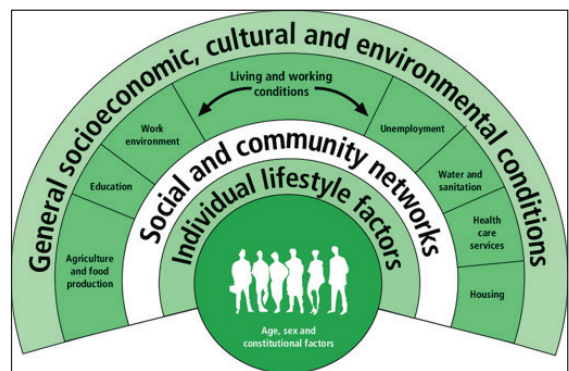 General socioeconomic, cultural and environmental conditions
Living and working
conditions
Agriculture
and food
production
Education
Work
environment
Unemployment
Water and
sanitation
Health
care
services
Housing
Social and community networks
Individual lifestyle factors
Age, sex and
constitutional factors